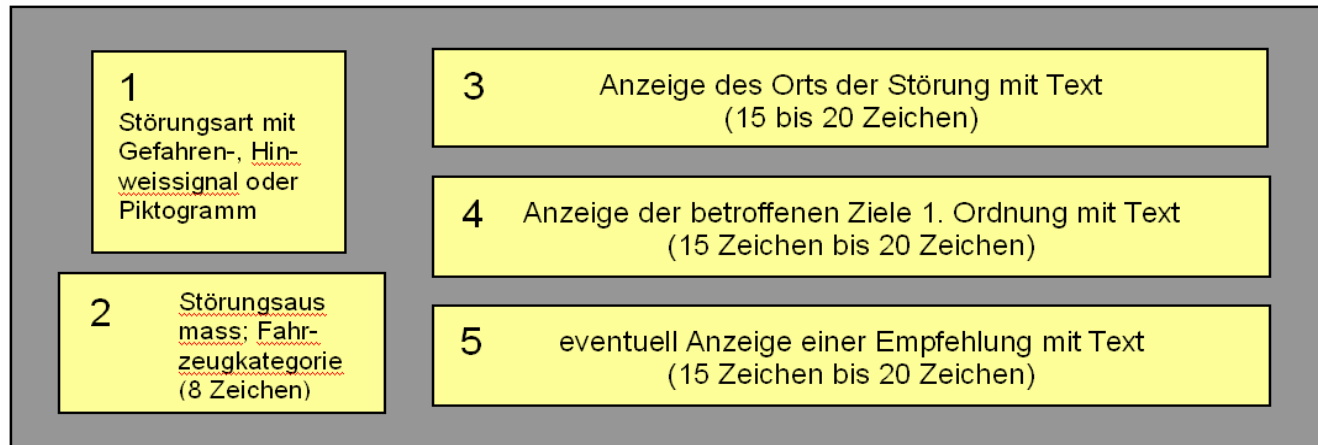 1
Störungsart mit
Gefahren-, Hin-
weissignal oder
Piktogramm
2
Störungsaus
mass; Fahr-
zeugkategorie
(8 Zeichen)
3 Anzeige des Orts der Störung mit Text
(15 bis 20 Zeichen)
4 Anzeige der betroffenen Ziele 1. Ordnung mit Text
(15 Zeichen bis 20 Zeichen)
5 eventuell Anzeige einer Empfehlung mit Text
(15 Zeichen bis 20 Zeichen)